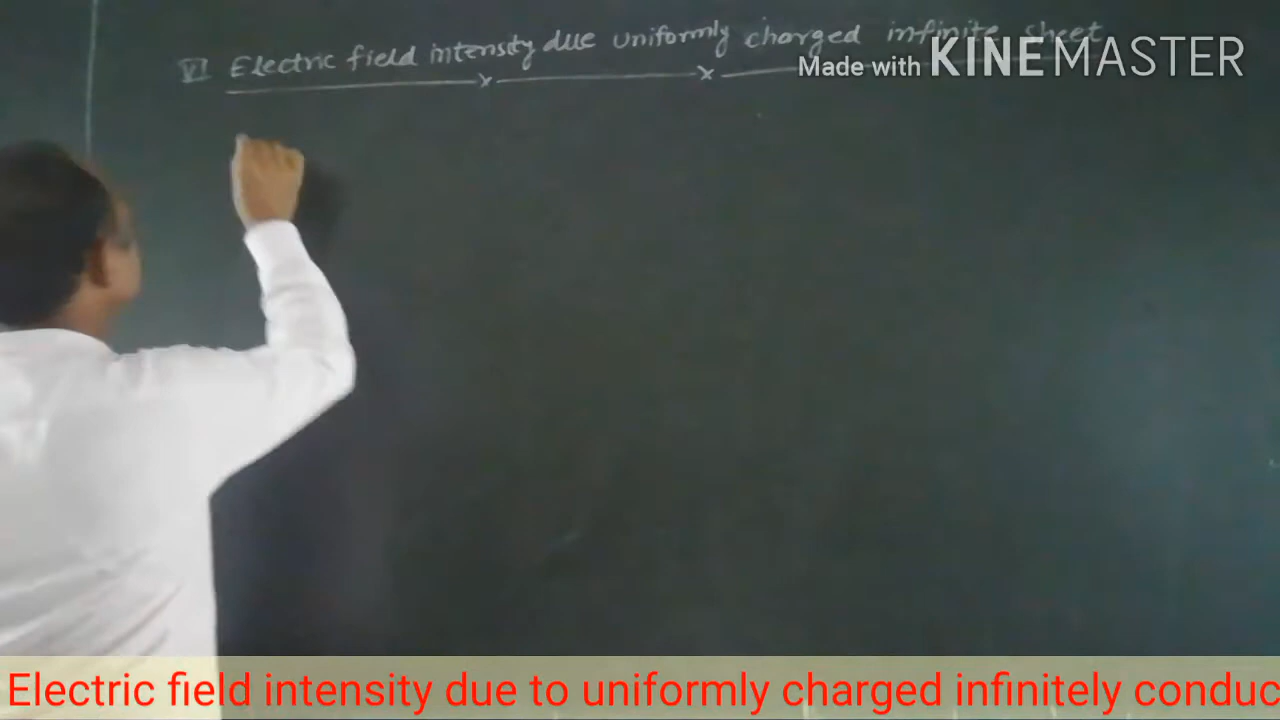 VI Electric field intensity due uniformly charged infinite sheet
Made with KINEMASTER
Electric field intensity due to uniformly charged infinitely conduc